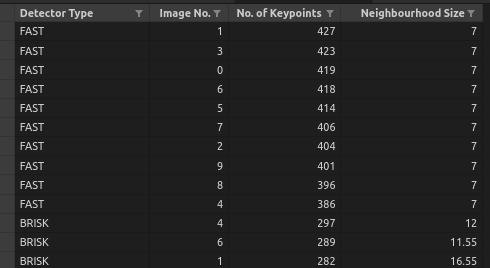 Detector Type Image No. No. of Keypoints Neighbourhood Size
FAST 1 427 7
FAST 3 423 7
FAST 0 419 7
FAST 6 418 7
FAST 5 414 7
FAST 7 406 7
FAST 2 404 7
FAST 9 401 7
FAST 8 396 7
FAST 4 386 7
BRISK 4 297 12
BRISK 6 289 11.55
BRISK 1 282 16.55